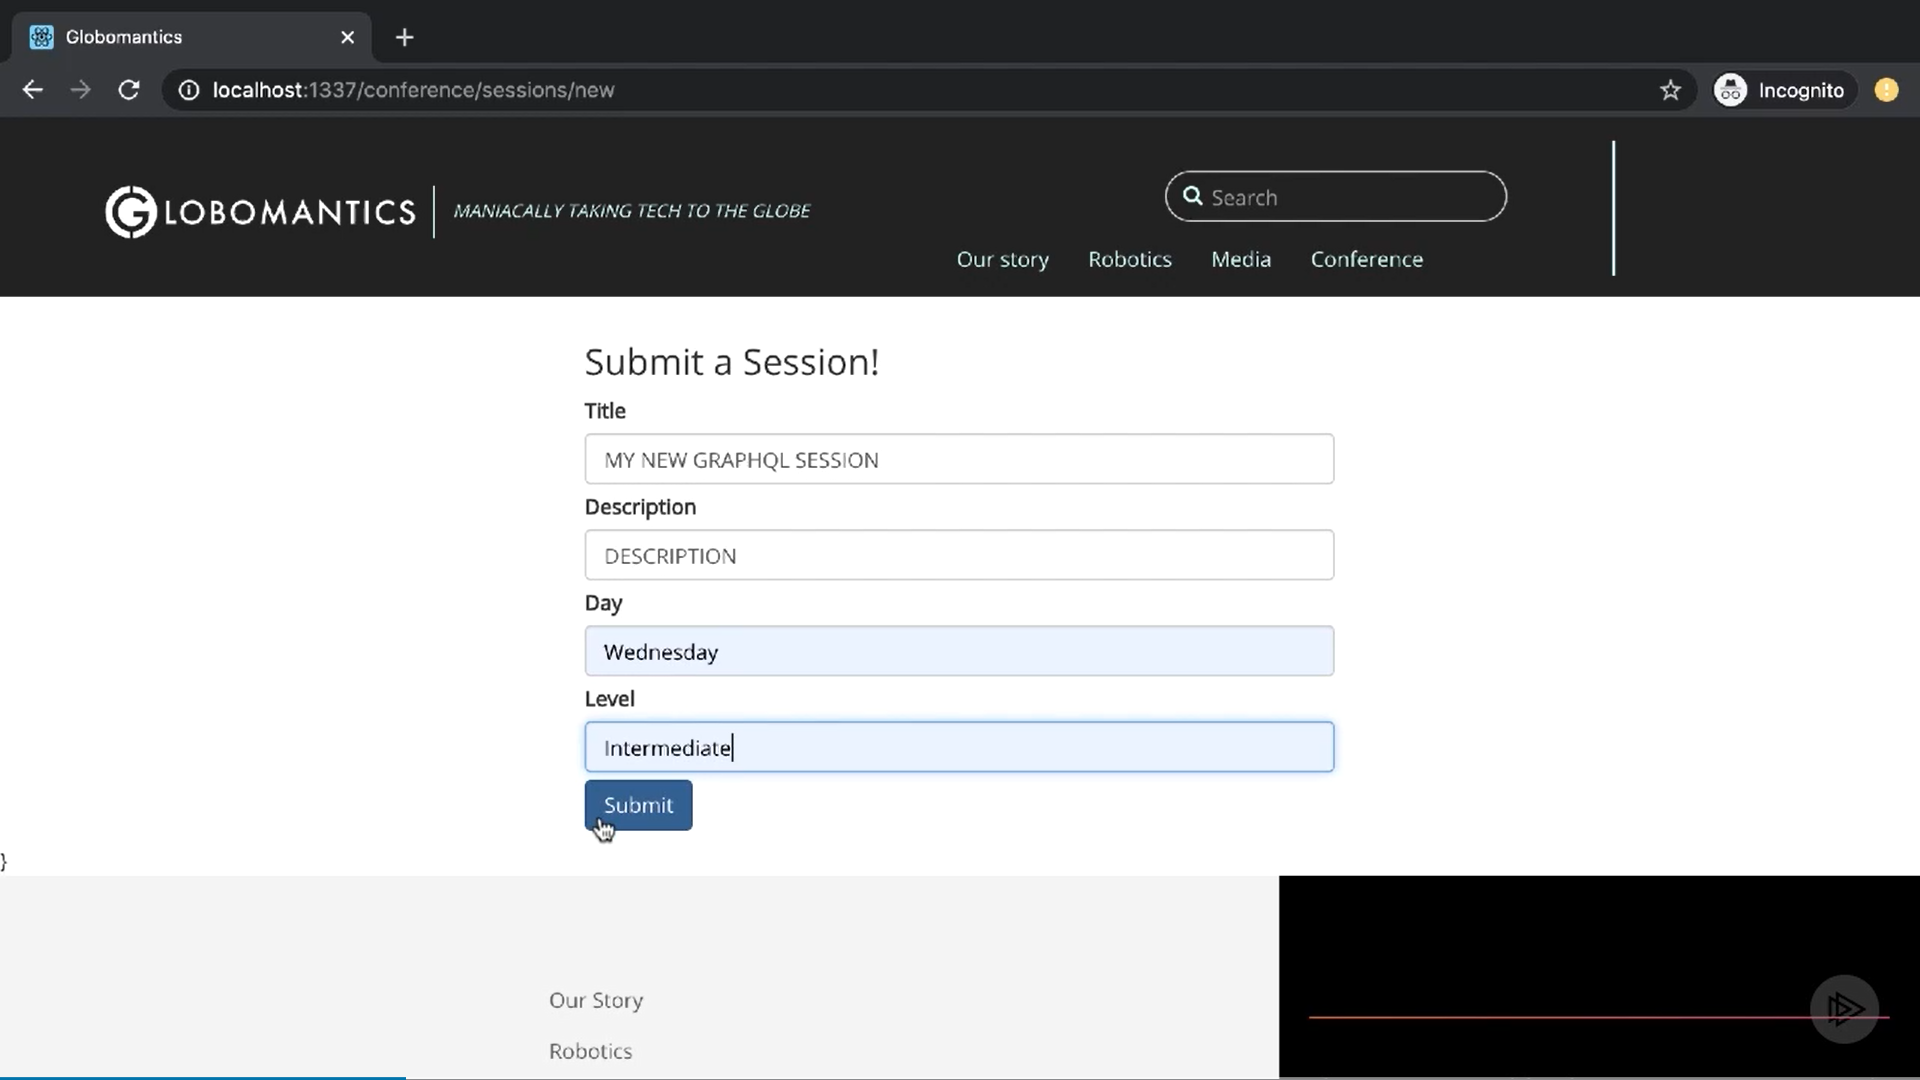 Globomantics
localhost:1337/conference/sessions/new
Incognito
GLOBOMANTICS
MANIACALLY TAKING TECH TO THE GLOBE
Search
Our story Robotics Media Conference
Submit a Session!
Title
MY NEW GRAPHQL SESSION
Description
DESCRIPTION
Day
Wednesday
Level
Intermediate
Submit
}
Our Story
Robotics